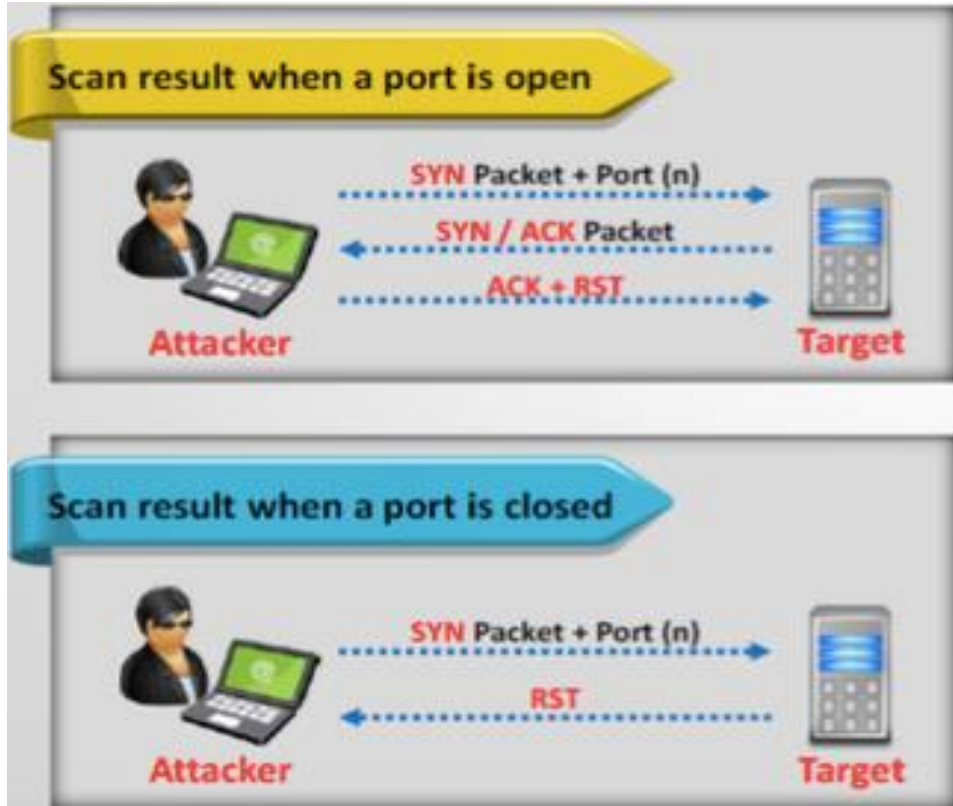 Scan result when a port is open
SYN Packet + Port (n)
SYN / ACK Packet
ACK + RST
Attacker
Target
Scan result when a port is closed
SYN Packet + Port (n)
RST
Attacker
Target